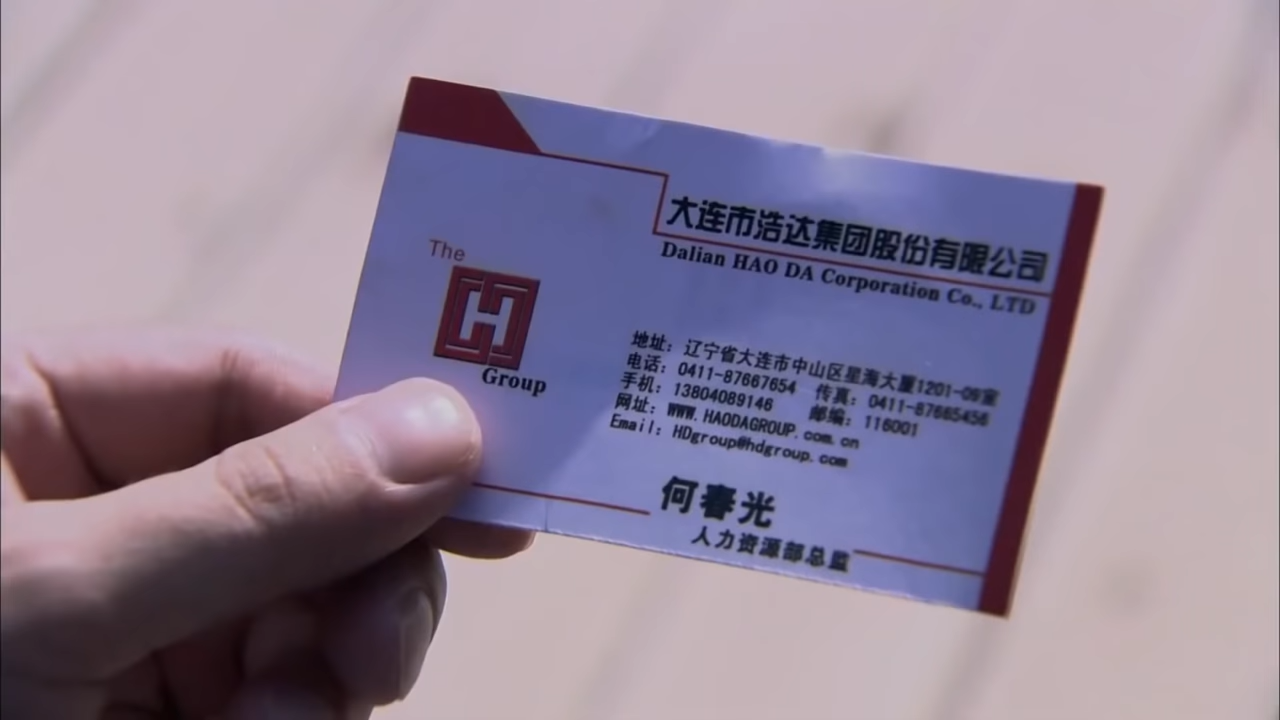 大连市浩达集团股份有限公司
Dalian HAO DA Corporation Co., LTD
The
H
Group
地址：辽宁省大连市中山区星海大厦1201-09室
电话：0411-87667654 传真：0411-87665456
手机：13804089146 邮编：116001
网址：WWW.HAODAGROUP.com.cn
Email：HDgroup@hdgroup.com
何春光
人力资源部总监